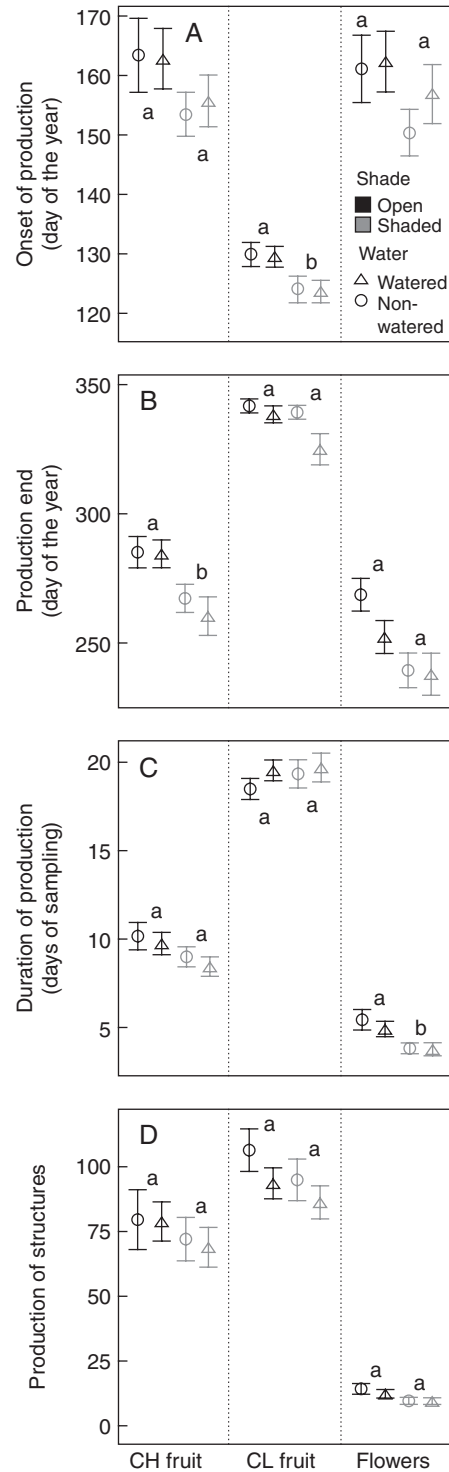 Onset of production
(day of the year)
170
160
150
140
130
120
A
a
a
a
b
a
a
Shade
Open
Shaded
Water
Watered
Non-
watered
Production end
(day of the year)
350
300
250
B
a
b
a
a
a
a
Duration of production
(days of sampling)
20
15
10
5
C
a
a
a
a
a
b
Production of structures
100
75
50
25
0
D
a
a
a
a
a
a
CH fruit
CL fruit
Flowers